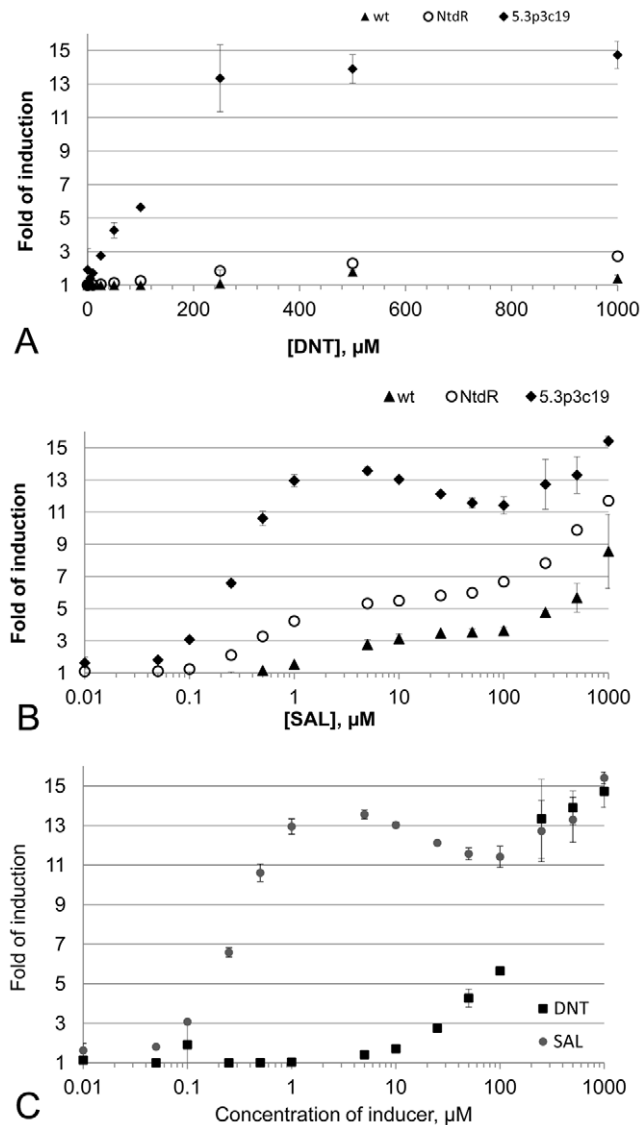 ▲ wt ○ NtdR ◆ 5.3p3c19
15
13
11
9
7
5
3
1
Fold of induction
0 200 400 600 800 1000
A
[DNT], µM
▲ wt ○ NtdR ◆ 5.3p3c19
15
13
11
9
7
5
3
1
Fold of induction
0.01 0.1 1 10 100 1000
B
[SAL], µM
15
13
11
9
7
5
3
1
Fold of induction
■ DNT
● SAL
0.01 0.1 1 10 100 1000
C
Concentration of inducer, µM